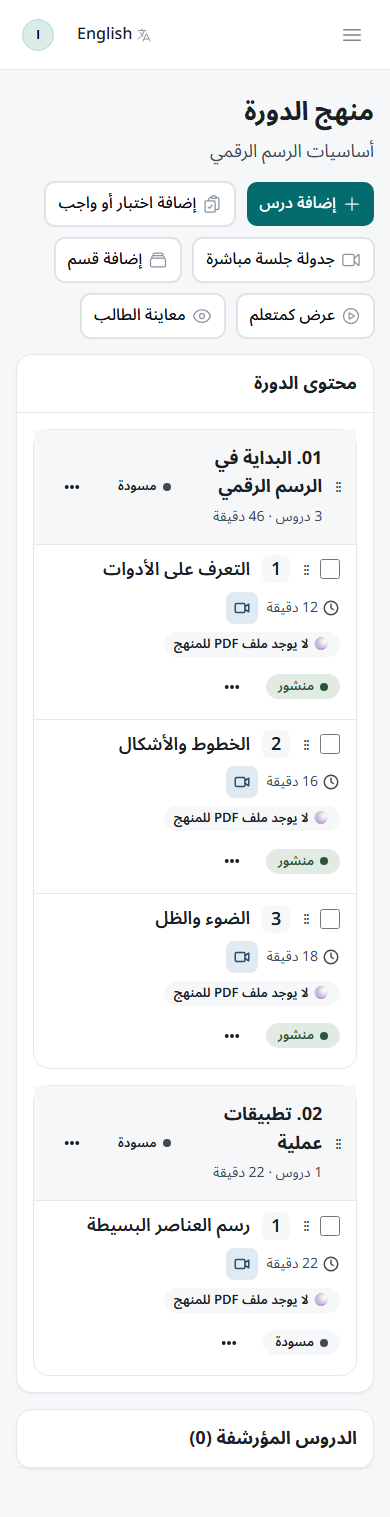 English
I
منهج الدورة
أساسيات الرسم الرقمي
إضافة درس
إضافة اختبار أو واجب
جدولة جلسة مباشرة
إضافة قسم
عرض كمتعلم
معاينة الطالب
محتوى الدورة
01. البداية في
الرسم الرقمي
مسودة
3 دروس · 46 دقيقة
1 التعرف على الأدوات
12 دقيقة
لا يوجد ملف PDF للمنهج
منشور
2 الخطوط والأشكال
16 دقيقة
لا يوجد ملف PDF للمنهج
منشور
3 الضوء والظل
18 دقيقة
لا يوجد ملف PDF للمنهج
منشور
02. تطبيقات
عملية
مسودة
1 دروس · 22 دقيقة
1 رسم العناصر البسيطة
22 دقيقة
لا يوجد ملف PDF للمنهج
مسودة
الدروس المؤرشفة (0)